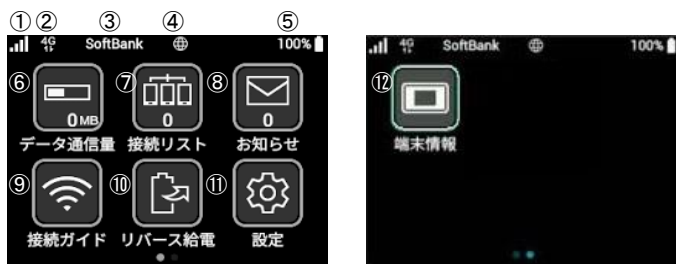 ① ② ③ ④ ⑤
4G SoftBank 100%
⑥ ⑦ ⑧
0MB 0 0
データ通信量 接続リスト お知らせ
⑨ ⑩ ⑪
接続ガイド リバース給電 設定
4G SoftBank 100%
⑫
端末情報